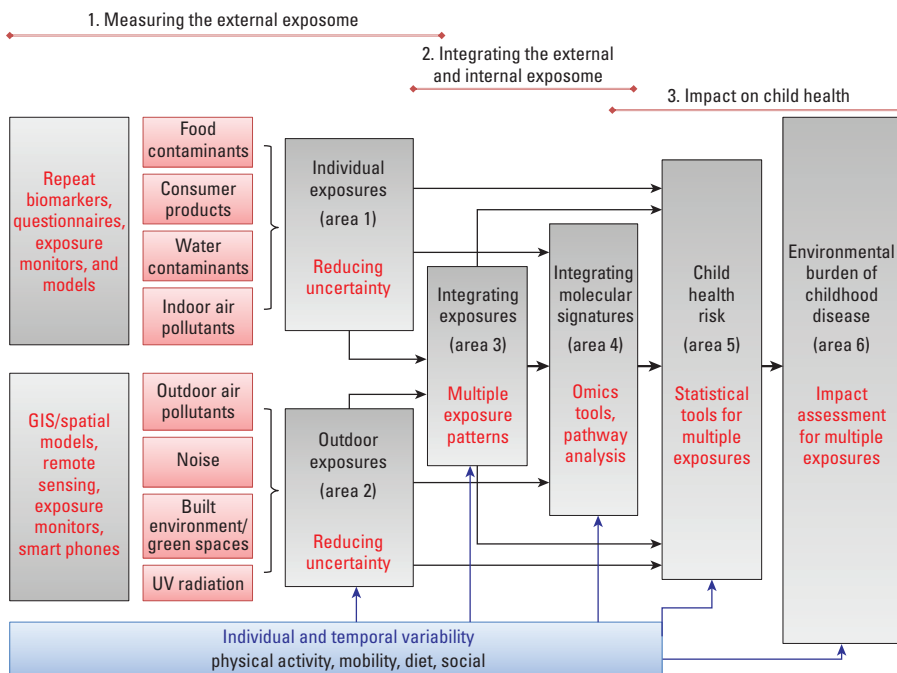 1. Measuring the external exposome
2. Integrating the external
and internal exposome
3. Impact on child health
Repeat
biomarkers,
questionnaires,
exposure
monitors, and
models
Food
contaminants
Consumer
products
Water
contaminants
Indoor air
pollutants
Individual
exposures
(area 1)
Reducing
uncertainty
GIS/spatial
models,
remote
sensing,
exposure
monitors,
smart phones
Outdoor air
pollutants
Noise
Built
environment/
green spaces
UV radiation
Outdoor
exposures
(area 2)
Reducing
uncertainty
Integrating
exposures
(area 3)
Multiple
exposure
patterns
Integrating
molecular
signatures
(area 4)
Omics
tools,
pathway
analysis
Child
health
risk
(area 5)
Statistical
tools for
multiple
exposures
Environmental
burden of
childhood
disease
(area 6)
Impact
assessment
for multiple
exposures
Individual and temporal variability
physical activity, mobility, diet, social